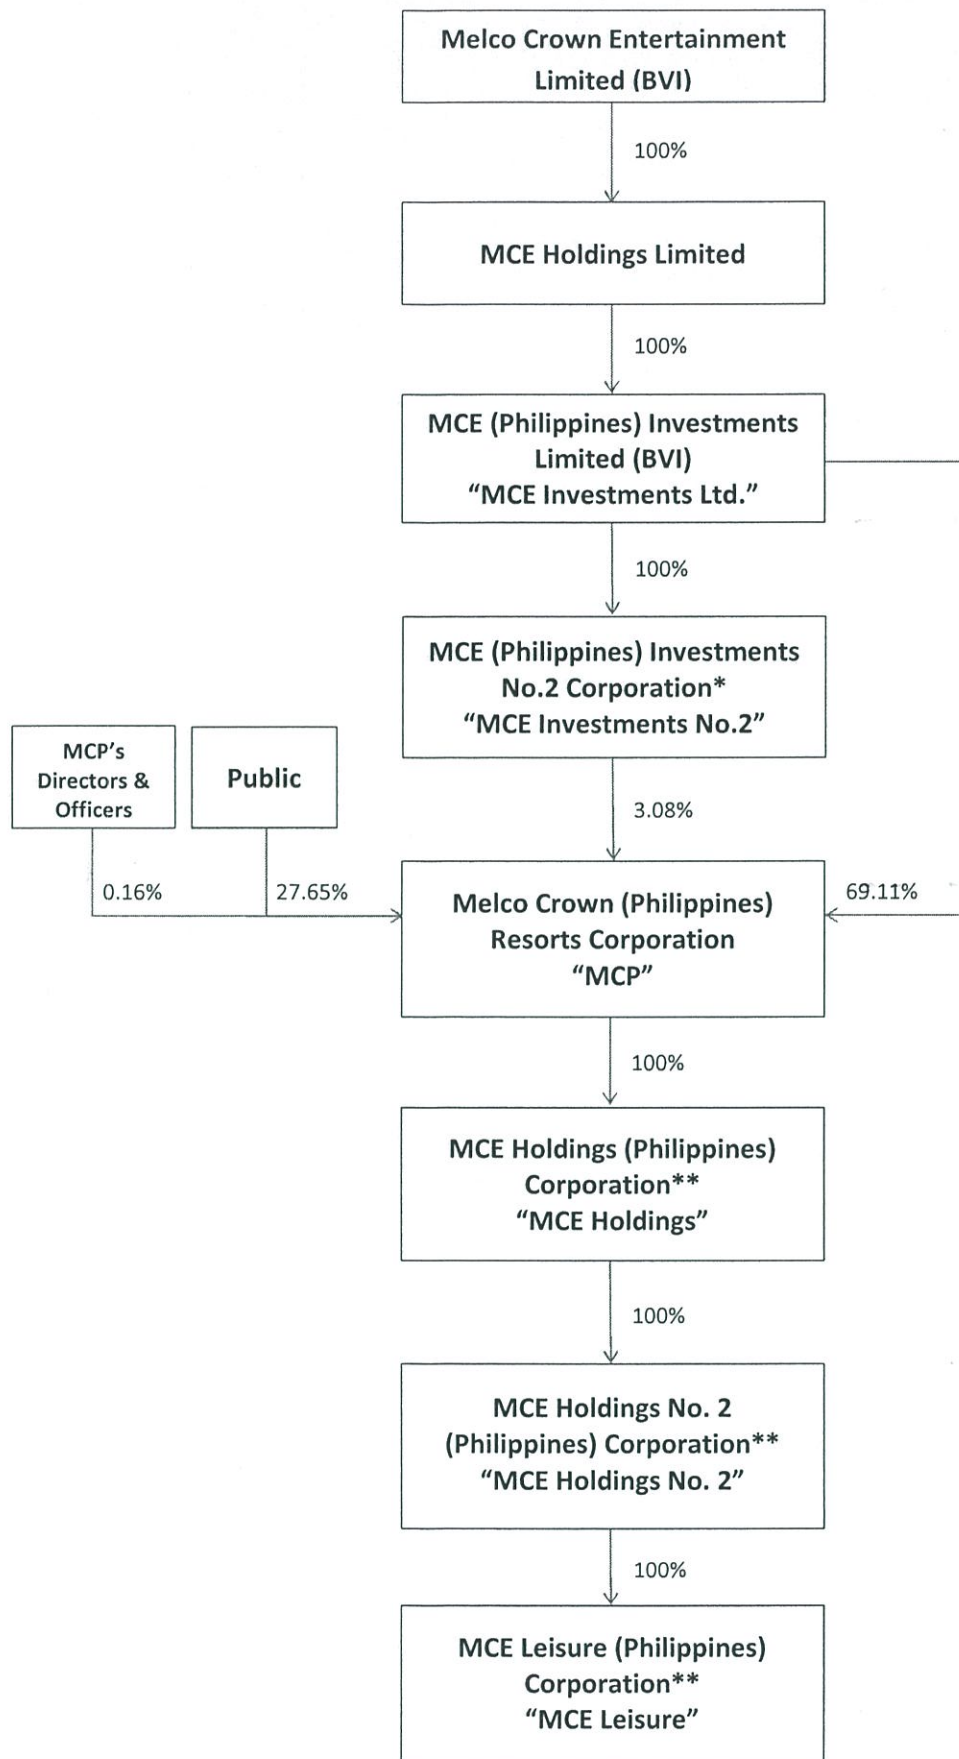 Melco Crown Entertainment
Limited (BVI)
100%
MCE Holdings Limited
100%
MCE (Philippines) Investments
Limited (BVI)
“MCE Investments Ltd.”
100%
MCE (Philippines) Investments
No.2 Corporation*
“MCE Investments No.2”
MCP’s
Directors &
Officers
Public
3.08%
0.16%
27.65%
69.11%
Melco Crown (Philippines)
Resorts Corporation
“MCP”
100%
MCE Holdings (Philippines)
Corporation**
“MCE Holdings”
100%
MCE Holdings No. 2
(Philippines) Corporation**
“MCE Holdings No. 2”
100%
MCE Leisure (Philippines)
Corporation**
“MCE Leisure”